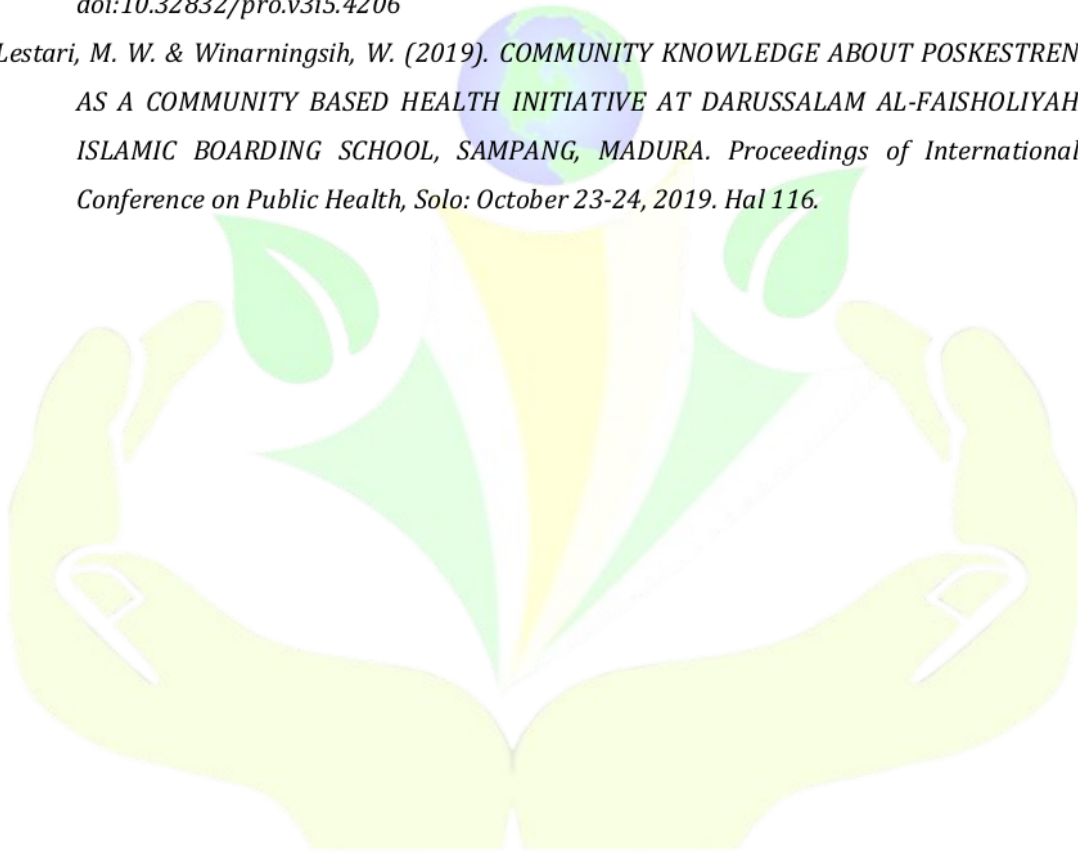 doi:10.32832/pro.v3i5.4206
Lestari, M. W. & Winarningsih, W. (2019). COMMUNITY KNOWLEDGE ABOUT POSKESTREN
AS A COMMUNITY BASED HEALTH INITIATIVE AT DARUSSALAM AL-FAISHOLIYAH
ISLAMIC BOARDING SCHOOL, SAMPANG, MADURA. Proceedings of International
Conference on Public Health, Solo: October 23-24, 2019. Hal 116.